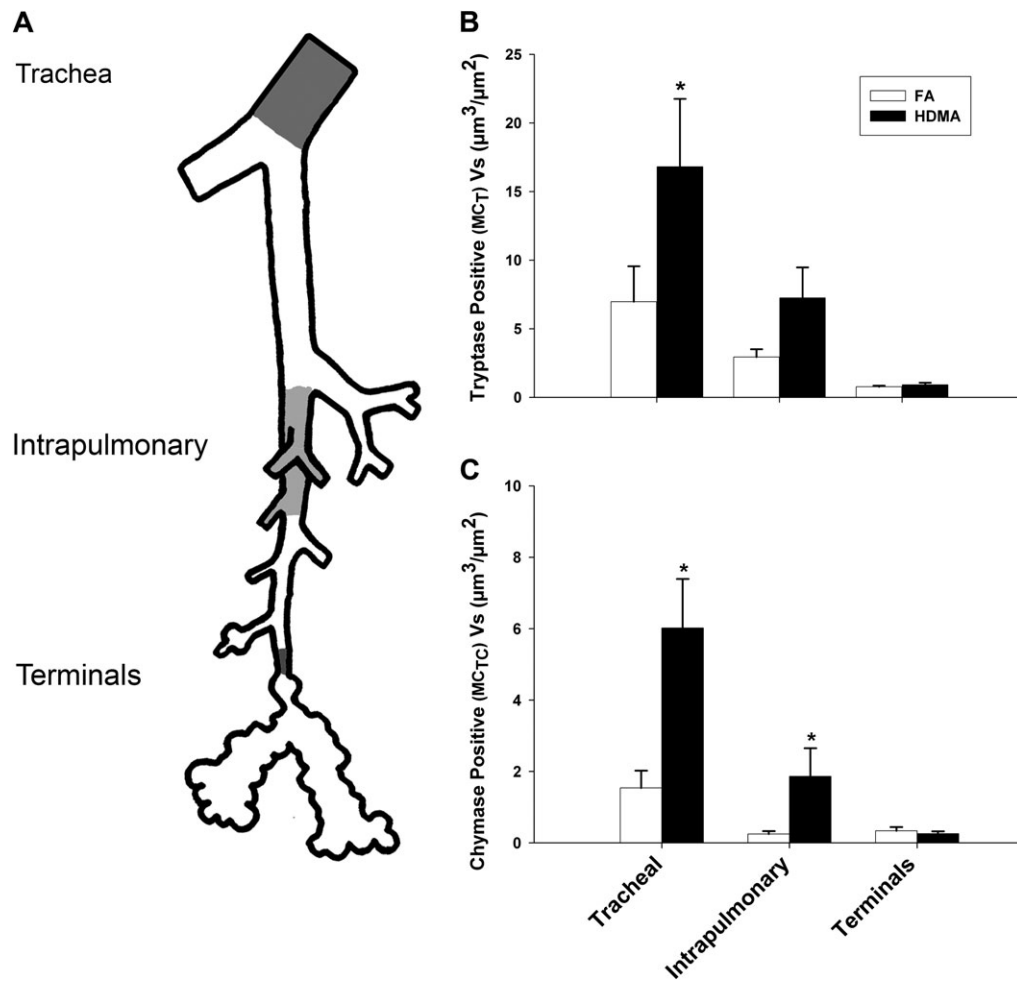 A
Trachea
Intrapulmonary
Terminals
B
Tryptase Positive (MCT) Vs (µm³/µm²)
25
20
15
10
5
0
*
FA
HDMA
C
Chymase Positive (MCTC) Vs (µm³/µm²)
10
8
6
4
2
0
*
*
Tracheal
Intrapulmonary
Terminals